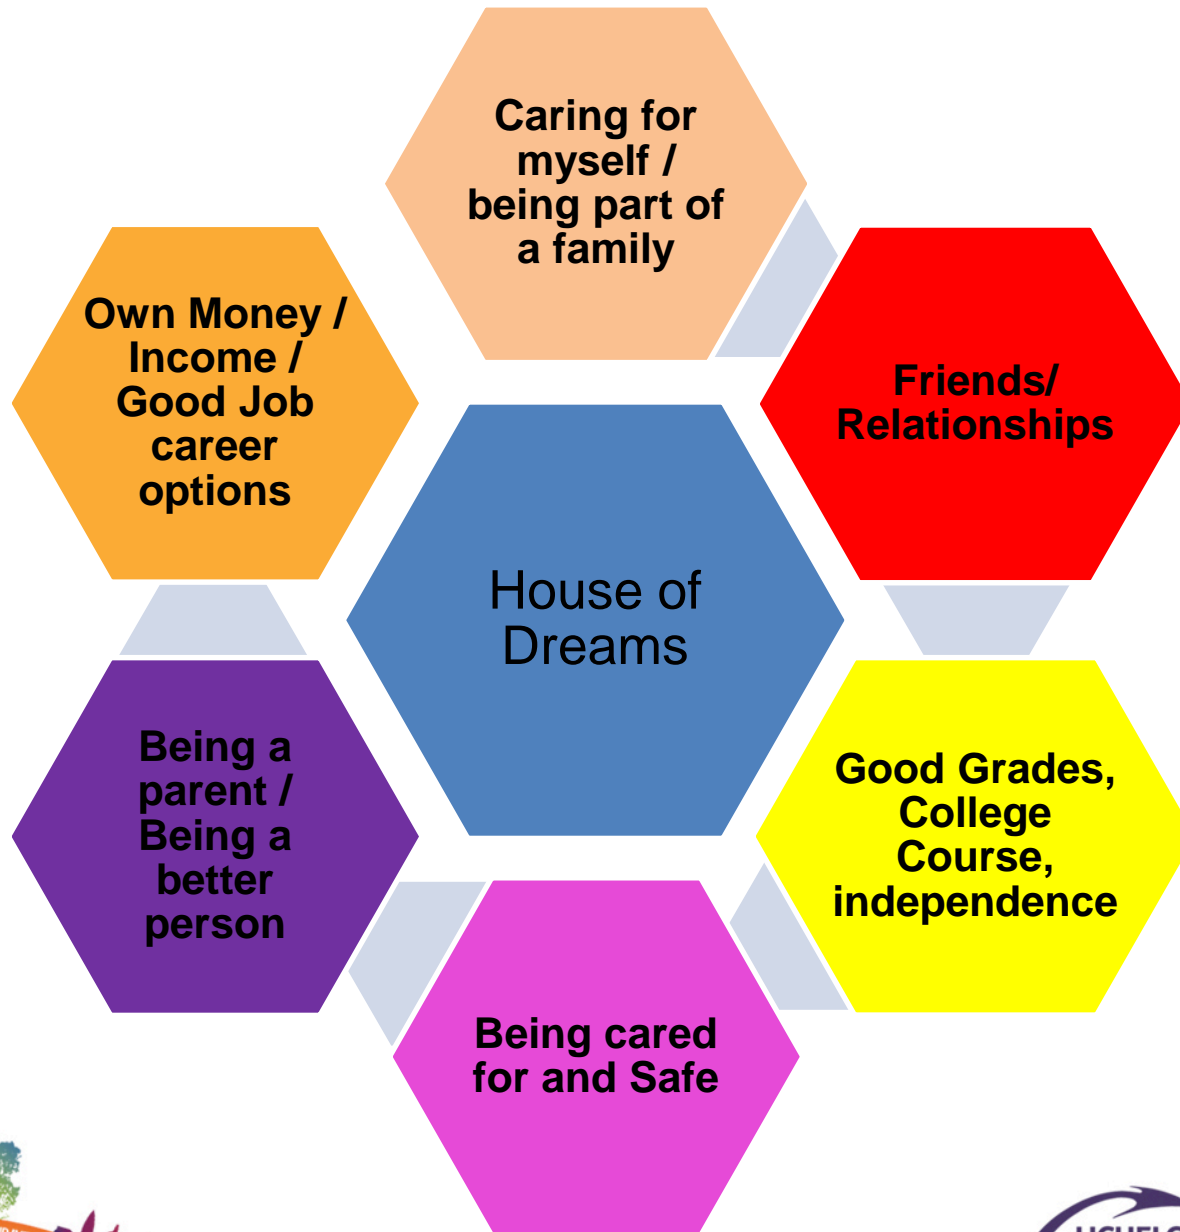 Caring for
myself /
being part of
a family
Own Money /
Income /
Good Job
career
options
Friends/
Relationships
House of
Dreams
Being a
parent /
Being a
better
person
Good Grades,
College
Course,
independence
Being cared
for and Safe